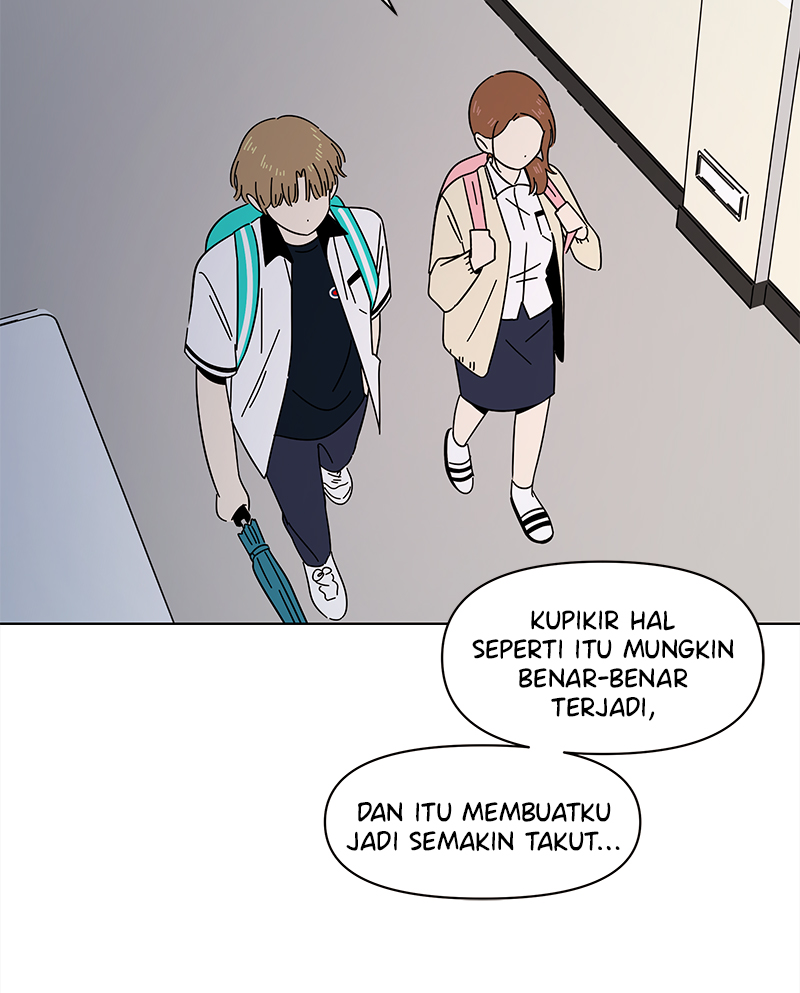 KUPIKIR HAL
SEPERTI ITU MUNGKIN
BENAR-BENAR
TERJADI,
DAN ITU MEMBUATKU
JADI SEMAKIN TAKUT...